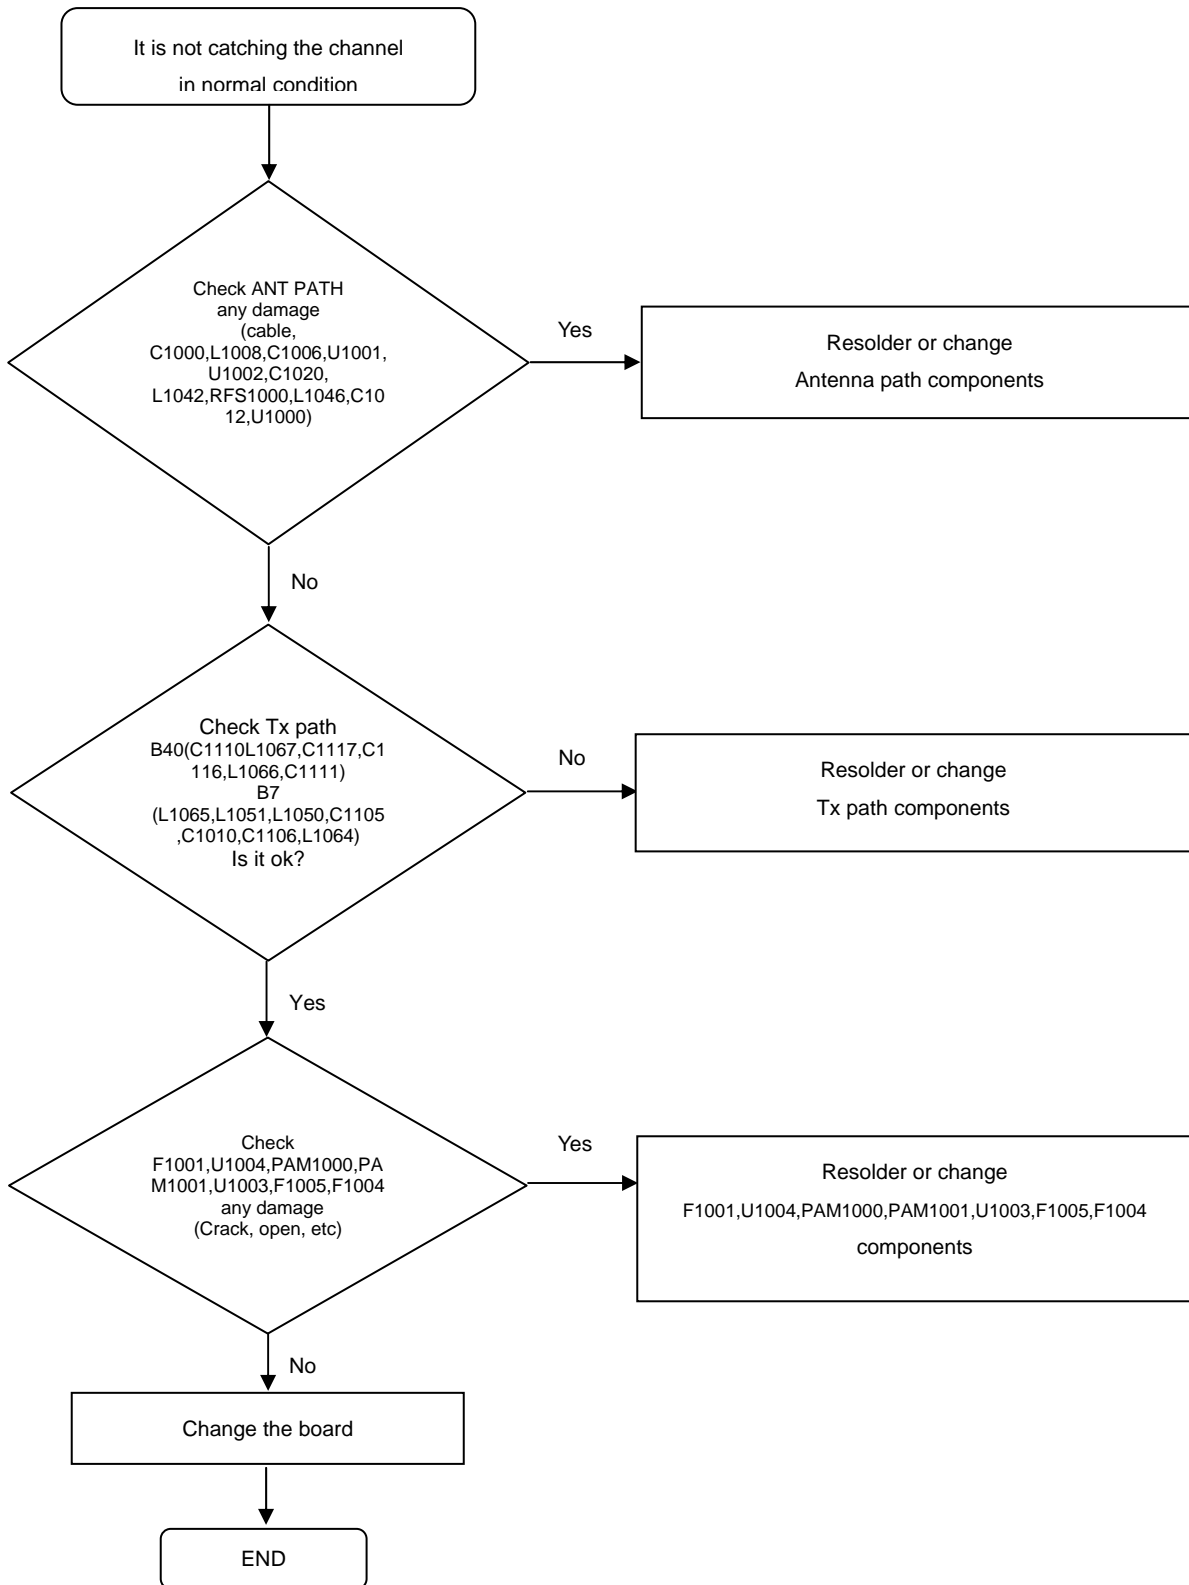 It is not catching the channel
in normal condition
Check ANT PATH
any damage
(cable,
C1000,L1008,C1006,U1001,
U1002,C1020,
L1042,RFS1000,L1046,C10
12,U1000)
Yes
Resolder or change
Antenna path components
No
Check Tx path
B40(C1110L1067,C1117,C1
116,L1066,C1111)
B7
(L1065,L1051,L1050,C1105
,C1010,C1106,L1064)
Is it ok?
No
Resolder or change
Tx path components
Yes
Check
F1001,U1004,PAM1000,PA
M1001,U1003,F1005,F1004
any damage
(Crack, open, etc)
Yes
Resolder or change
F1001,U1004,PAM1000,PAM1001,U1003,F1005,F1004
components
No
Change the board
END